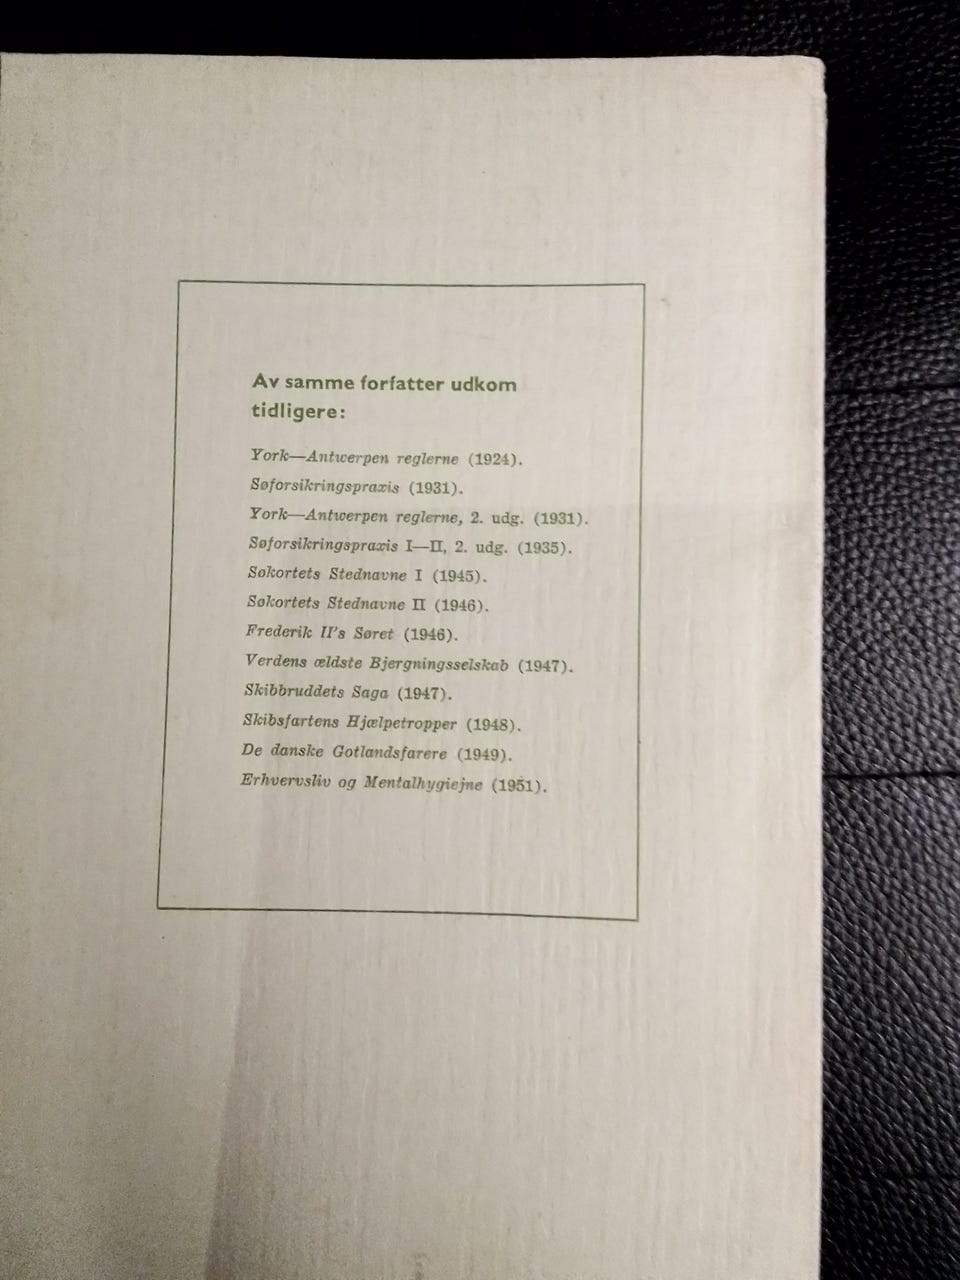 Av samme forfatter udkom
tidligere:
York—Antwerpen reglerne (1924).
Søforsikringspraxis (1931).
York—Antwerpen reglerne, 2. udg. (1931).
Søforsikringspraxis I—II, 2. udg. (1935).
Søkortets Stednavne I (1945).
Søkortets Stednavne II (1946).
Frederik II's Søret (1946).
Verdens ældste Bjergningsselskab (1947).
Skibbruddets Saga (1947).
Skibsfartens Hjælpetropper (1948).
De danske Gotlandsfarere (1949).
Erhvervsliv og Mentalhygiejne (1951).